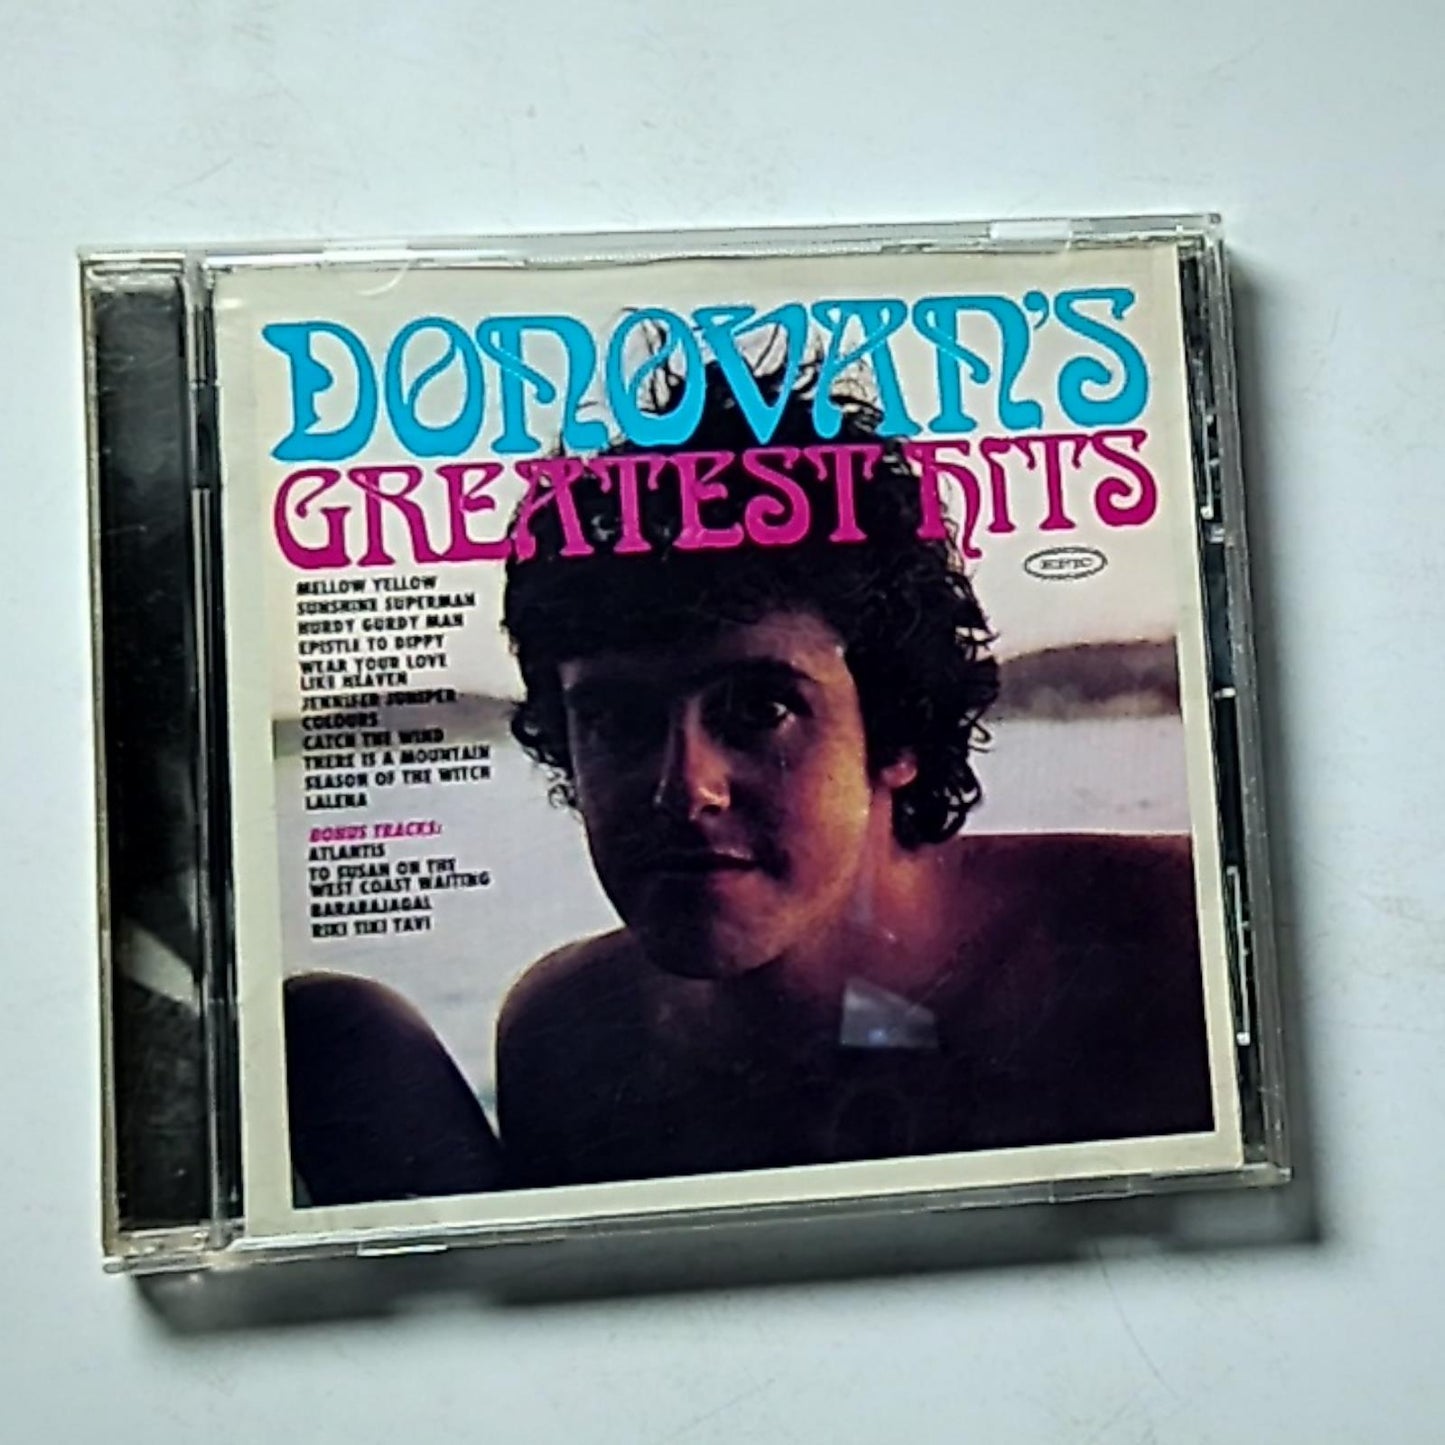 DONOVAN'S
GREATEST HITS
EPIC
MELLOW YELLOW
SUNSHINE SUPERMAN
HURDY GURDY MAN
EPISTLE TO DIPPY
WEAR YOUR LOVE
LIKE HEAVEN
JENNIFER JUNIPER
COLOURS
CATCH THE WIND
THERE IS A MOUNTAIN
SEASON OF THE WITCH
LALENA
BONUS TRACKS:
ATLANTIS
TO SUSAN ON THE
WEST COAST WAITING
BARABAJAGAL
RIKI TIKI TAVI